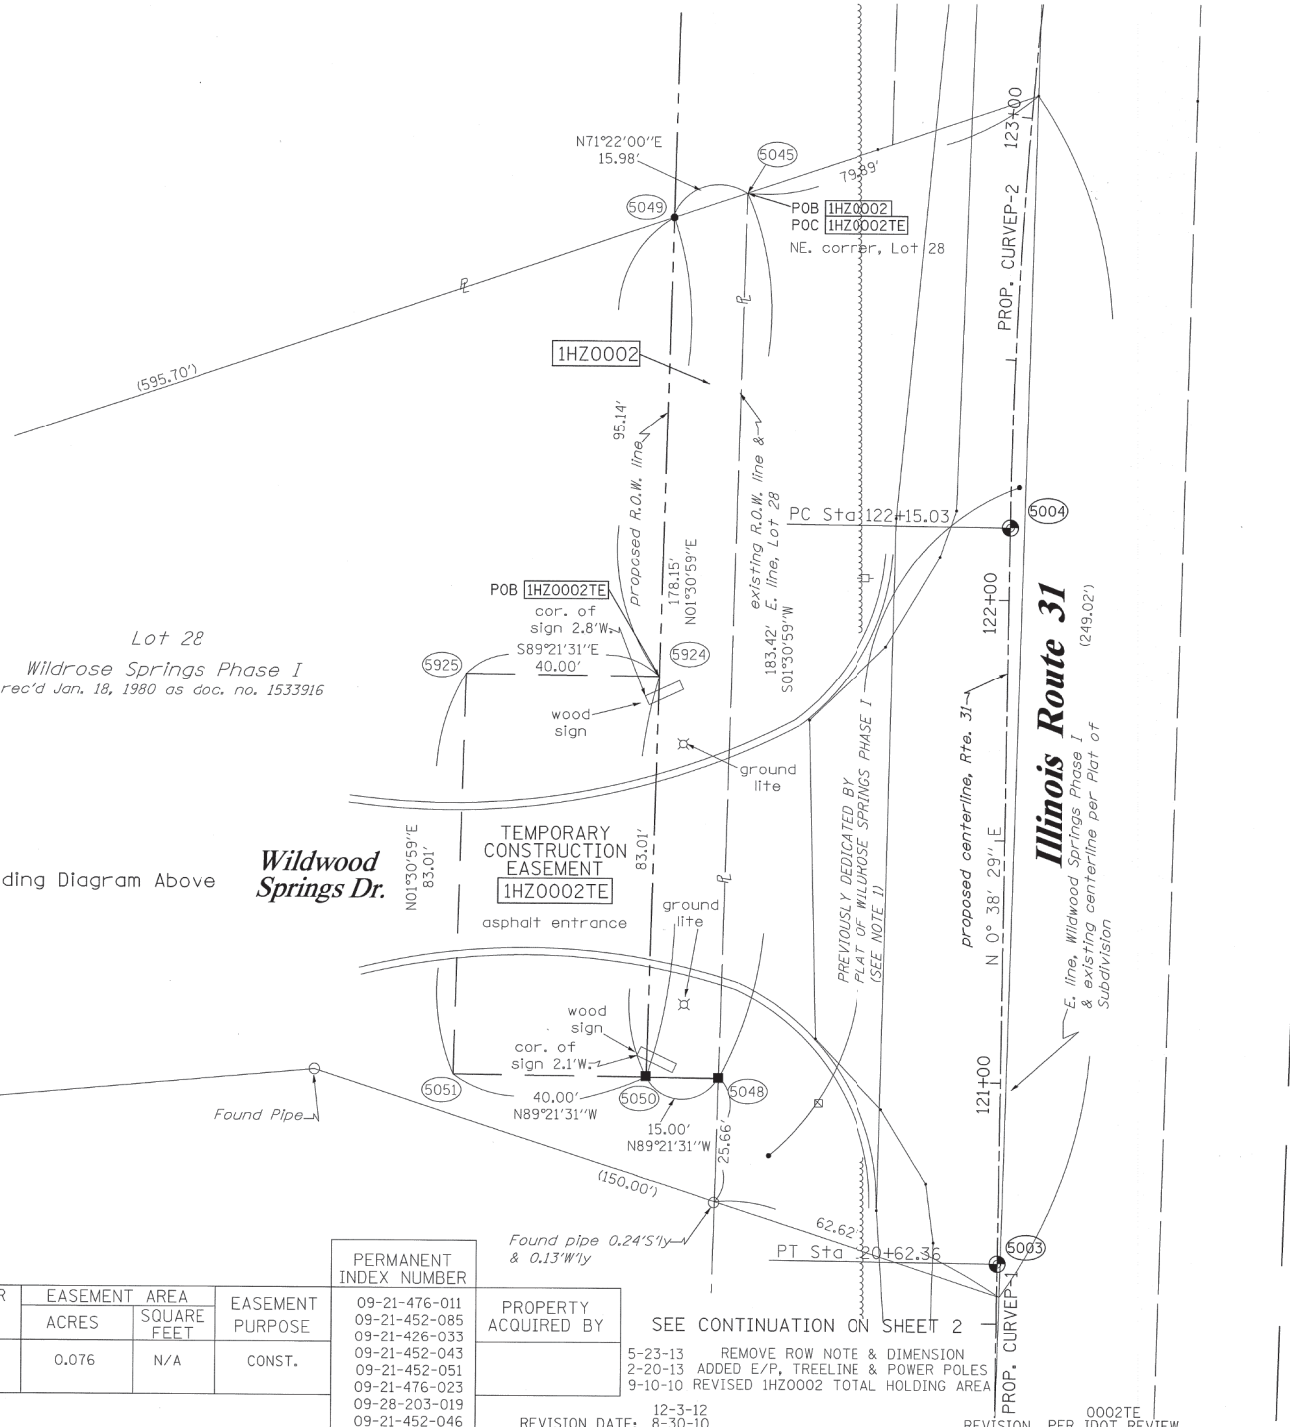 N71°22'00"E
15.98'
5045
79.89'
5049
POB 1HZ0002
POC 1HZ0002TE
NE. corner, Lot 28
123+00
PROP. CURVEP-2
PL
PL
(595.70')
1HZ0002
95.14'
proposed R.O.W. line
existing R.O.W. line &
E. line, Lot 28
183.42'
S01°30'59"W
178.15'
N01°30'59"E
PC Sta 122+15.03
5004
122+00
POB 1HZ0002TE
cor. of
sign 2.8'W.
S89°21'31"E
40.00'
5925
5924
Lot 28
Wildrose Springs Phase I
rec'd Jan. 18, 1980 as doc. no. 1533916
wood
sign
ground
lite
Illinois Route 31
(249.02')
proposed centerline, Rte. 31
N 0° 38' 29" E
E. line, Wildwood Springs Phase I
& existing centerline per Plat of
Subdivision
PREVIOUSLY DEDICATED BY
PLAT OF WILDROSE SPRINGS PHASE I
(SEE NOTE 1)
N01°30'59"E
83.01'
83.01'
TEMPORARY
CONSTRUCTION
EASEMENT
1HZ0002TE
asphalt entrance
Wildwood
Springs Dr.
ding Diagram Above
PL
ground
lite
wood
sign
cor. of
sign 2.1'W.
5051
5050
5048
40.00'
N89°21'31"W
15.00'
N89°21'31"W
25.66'
121+00
Found Pipe
(150.00')
62.62'
Found pipe 0.24'S'ly
& 0.13'W'ly
PT Sta 20+62.36
5003
PROP. CURVEP-1
SEE CONTINUATION ON SHEET 2
R
EASEMENT AREA
ACRES
SQUARE
FEET
EASEMENT
PURPOSE
0.076
N/A
CONST.
PERMANENT
INDEX NUMBER
09-21-476-011
09-21-452-085
09-21-426-033
09-21-452-043
09-21-452-051
09-21-476-023
09-28-203-019
09-21-452-046
PROPERTY
ACQUIRED BY
5-23-13 REMOVE ROW NOTE & DIMENSION
2-20-13 ADDED E/P, TREELINE & POWER POLES
9-10-10 REVISED 1HZ0002 TOTAL HOLDING AREA
12-3-12
REVISION DATE: 8-30-10
0002TE
REVISION PER IDOT REVIEW